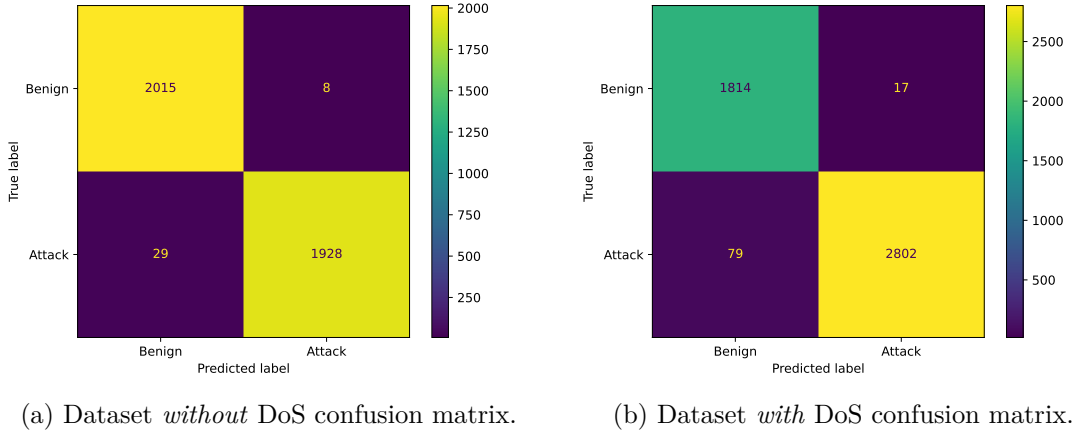 Benign
Attack
True label
2015
8
29
1928
Benign
Attack
Predicted label
2000
1750
1500
1250
1000
750
500
250
(a) Dataset without DoS confusion matrix.
Benign
Attack
True label
1814
17
79
2802
Benign
Attack
Predicted label
2500
2000
1500
1000
500
(b) Dataset with DoS confusion matrix.